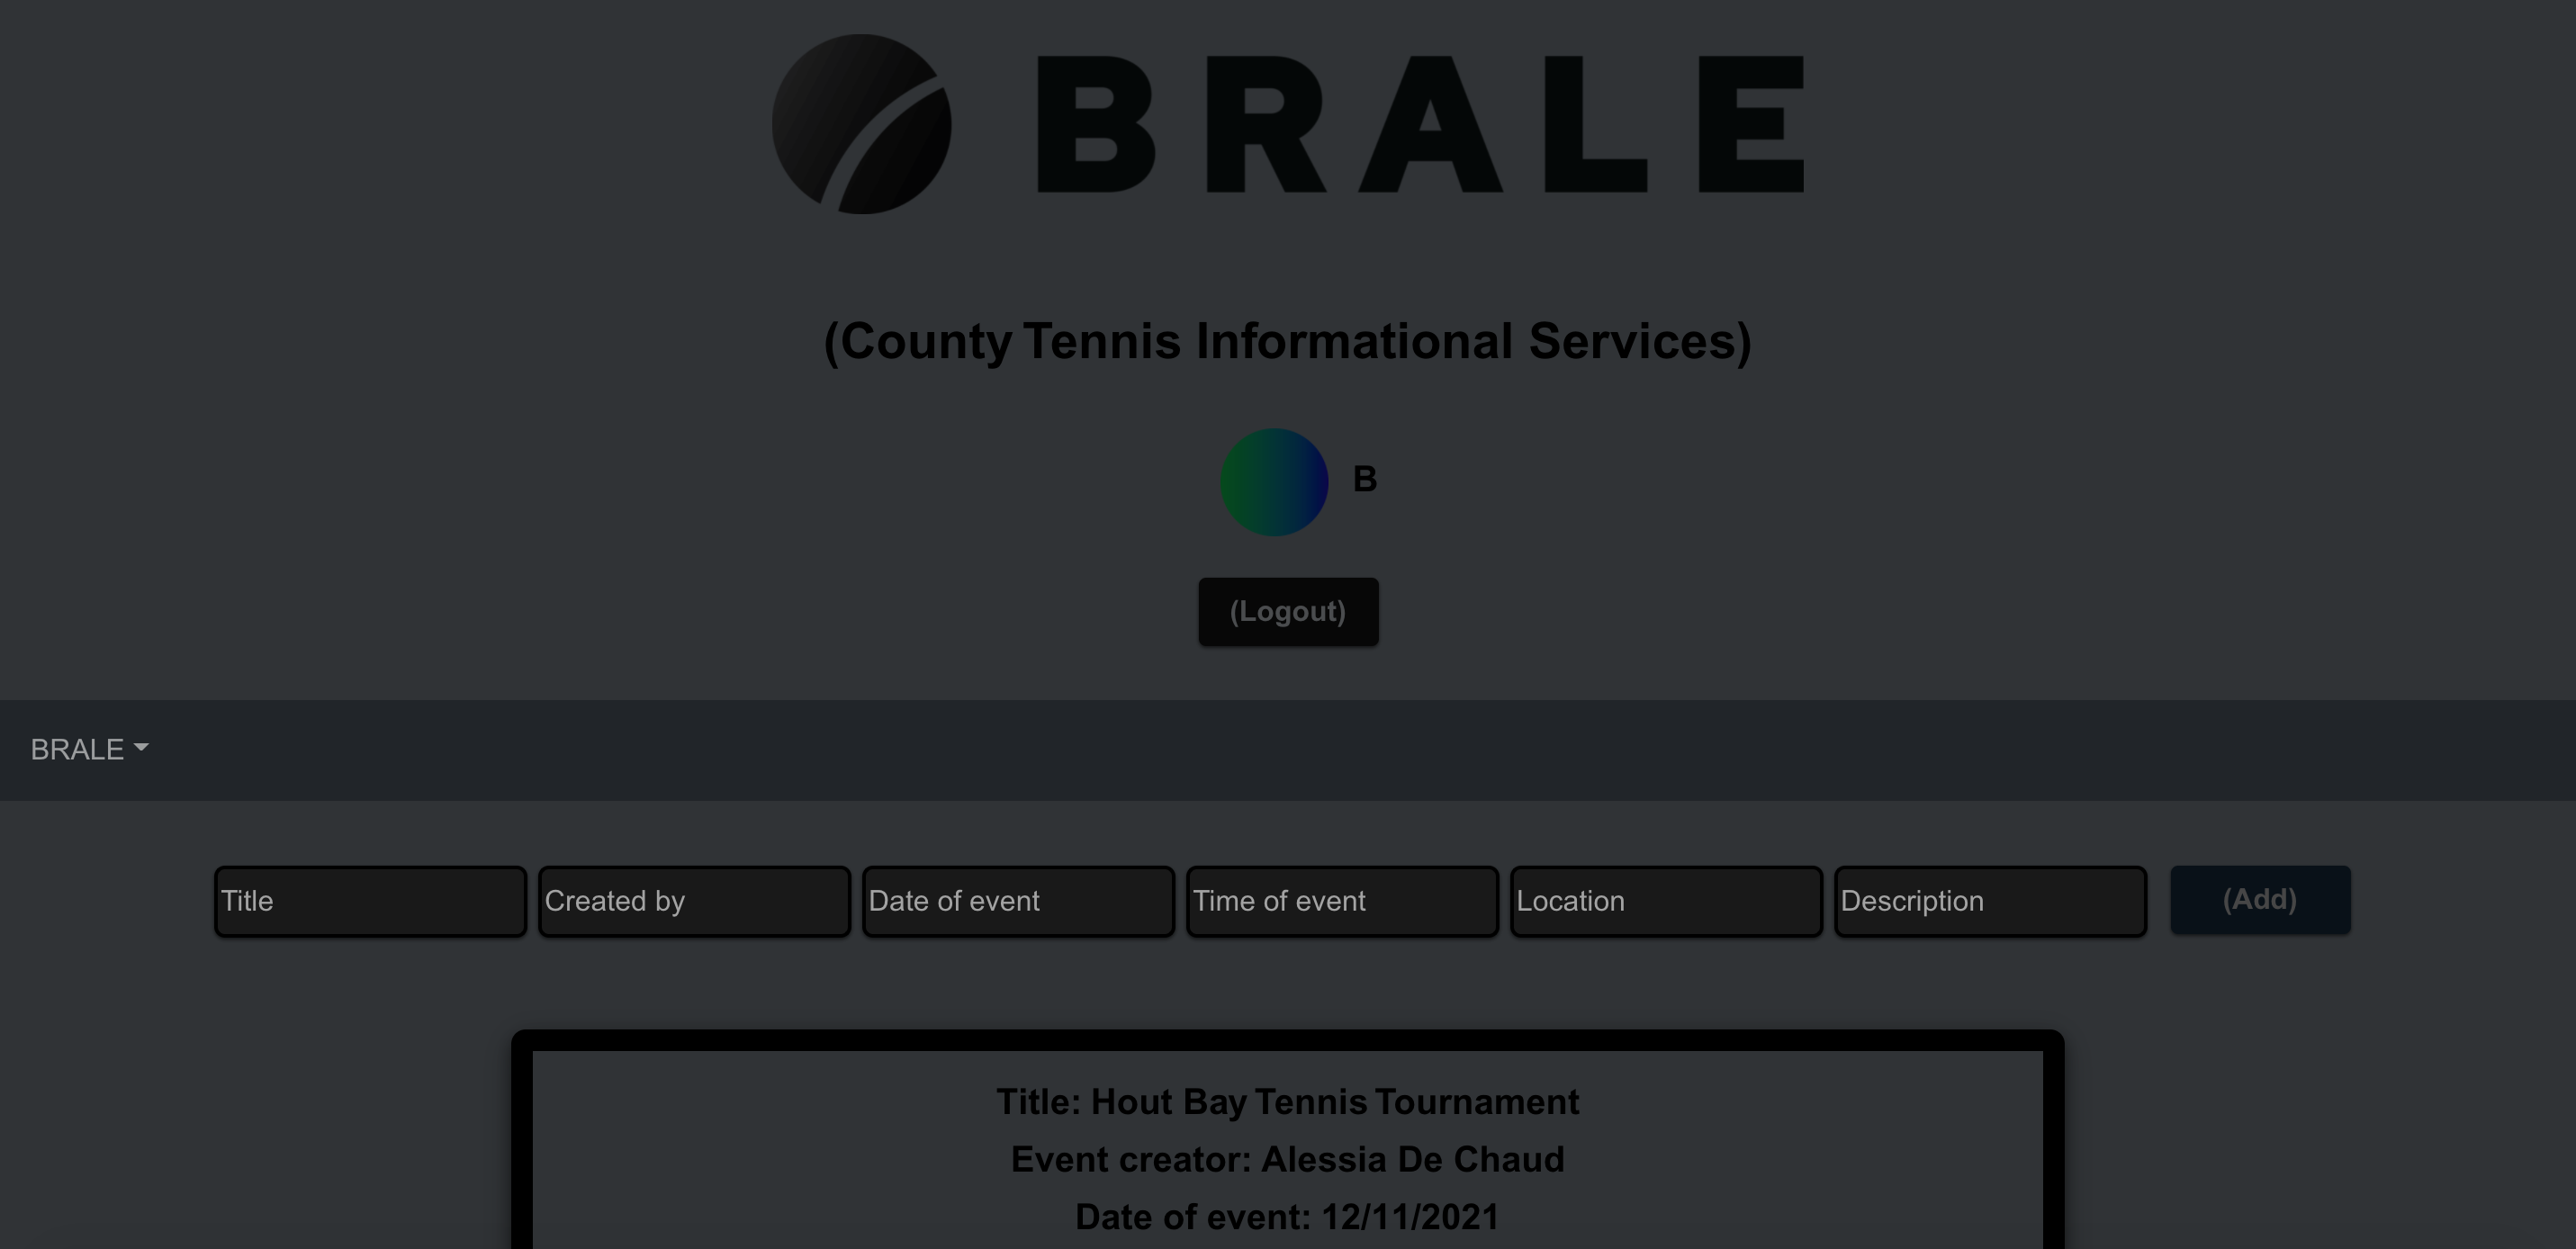 BRALE
(County Tennis Informational Services)
B
(Logout)
BRALE
Title Created by Date of event Time of event Location Description (Add)
Title: Hout Bay Tennis Tournament
Event creator: Alessia De Chaud
Date of event: 12/11/2021